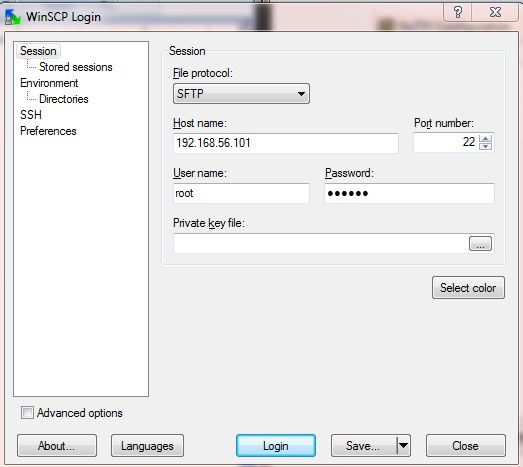 WinSCP Login
Session
Stored sessions
Environment
Directories
SSH
Preferences
Session
File protocol:
SFTP
Host name:
Port number:
192.168.56.101
22
User name:
Password:
root
●●●●●●
Private key file:
...
Select color
Advanced options
About...
Languages
Login
Save...
Close